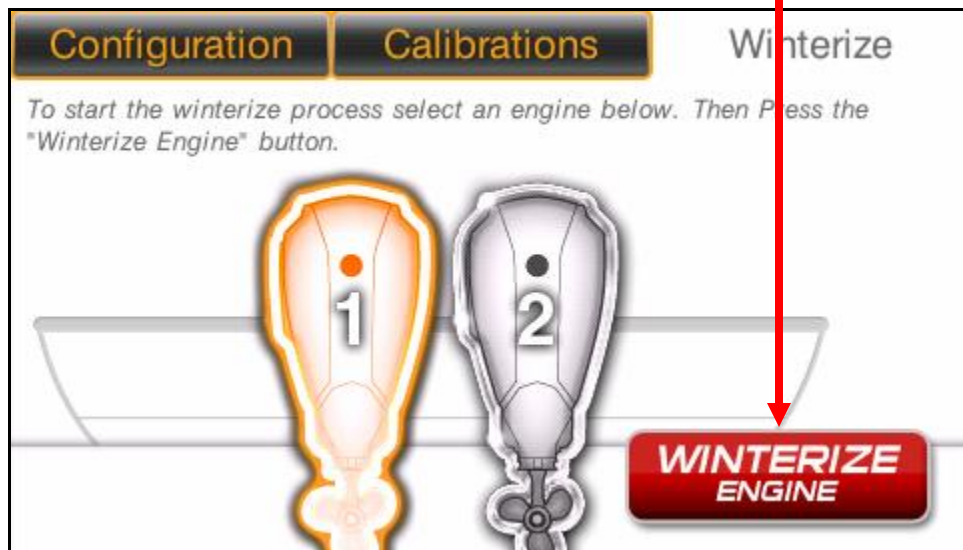 Configuration Calibrations Winterize
To start the winterize process select an engine below. Then Press the
"Winterize Engine" button.
1 2
WINTERIZE
ENGINE